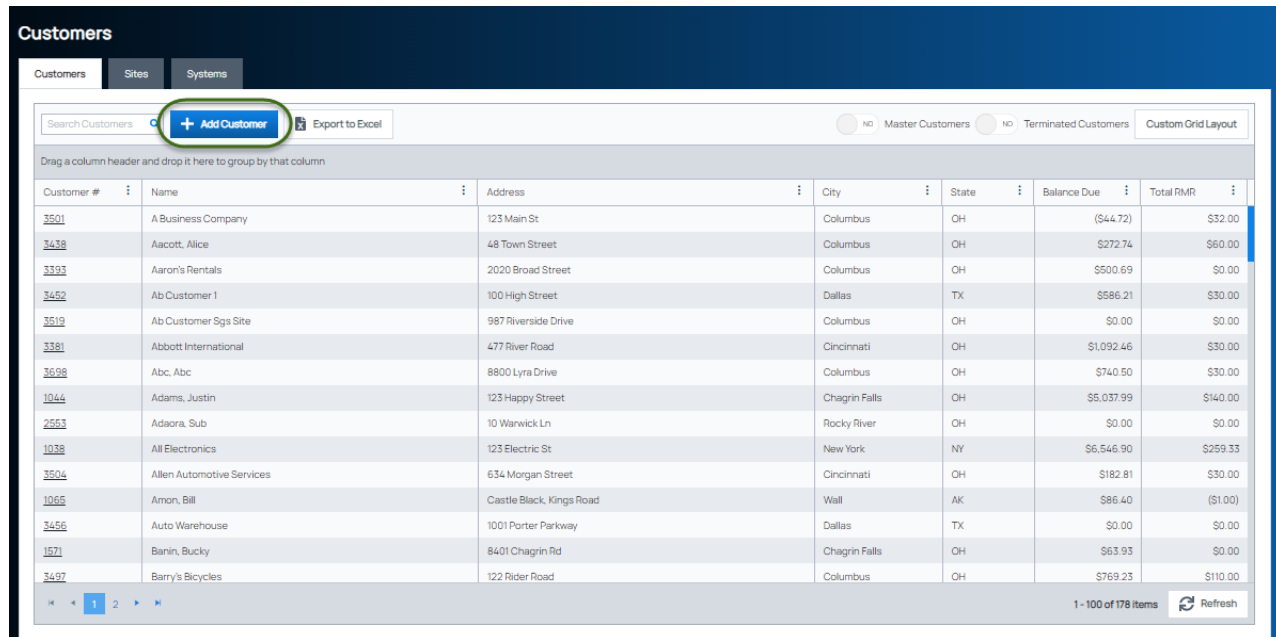 Customers
Customers Sites Systems
Search Customers + Add Customer Export to Excel NO Master Customers NO Terminated Customers Custom Grid Layout
Drag a column header and drop it here to group by that column
Customer # Name Address City State Balance Due Total RMR
3501 A Business Company 123 Main St Columbus OH ($44.72) $32.00
3438 Aacott, Alice 48 Town Street Columbus OH $272.74 $60.00
3393 Aaron's Rentals 2020 Broad Street Columbus OH $500.69 $0.00
3452 Ab Customer 1 100 High Street Dallas TX $586.21 $30.00
3519 Ab Customer Sgs Site 987 Riverside Drive Columbus OH $0.00 $0.00
3381 Abbott International 477 River Road Cincinnati OH $1,092.46 $30.00
3698 Abc, Abc 8800 Lyra Drive Columbus OH $740.50 $30.00
1044 Adams, Justin 123 Happy Street Chagrin Falls OH $5,037.99 $140.00
2553 Adaora, Sub 10 Warwick Ln Rocky River OH $0.00 $0.00
1038 All Electronics 123 Electric St New York NY $6,546.90 $259.33
3504 Allen Automotive Services 634 Morgan Street Cincinnati OH $182.81 $30.00
1065 Amon, Bill Castle Black, Kings Road Wall AK $86.40 ($1.00)
3456 Auto Warehouse 1001 Porter Parkway Dallas TX $0.00 $0.00
1571 Banin, Bucky 8401 Chagrin Rd Chagrin Falls OH $63.93 $0.00
3497 Barry's Bicycles 122 Rider Road Columbus OH $769.23 $110.00
1 2 1 - 100 of 178 items Refresh